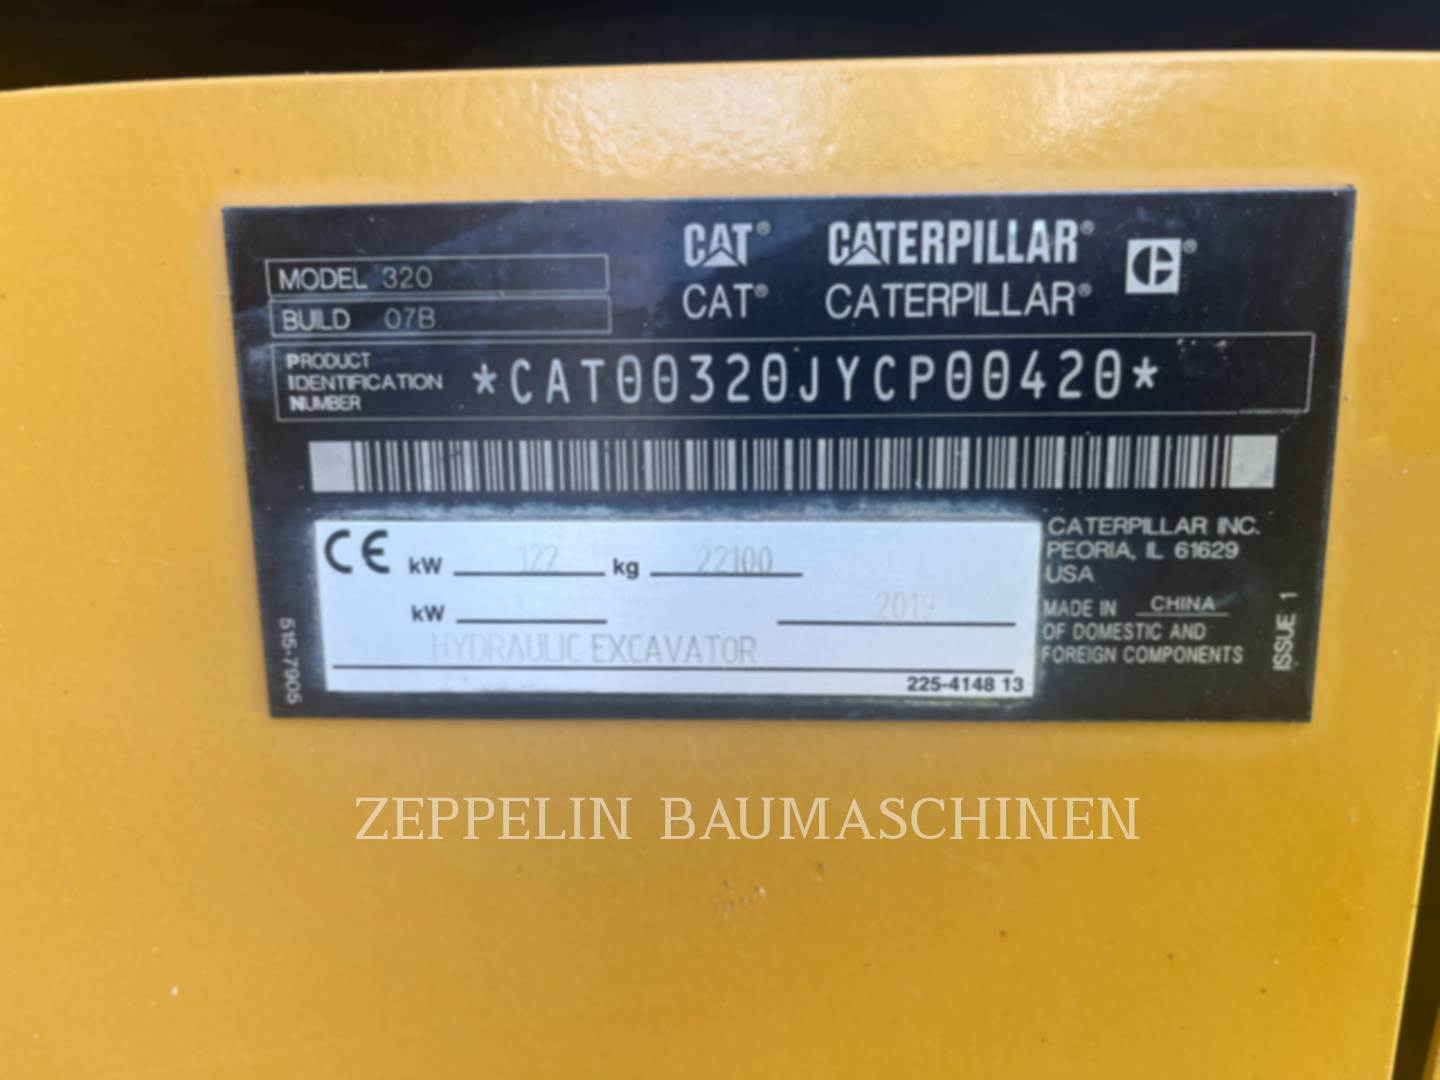 CAT® CATERPILLAR® CE®
CAT® CATERPILLAR®
MODEL 320
BUILD 07B
PRODUCT IDENTIFICATION NUMBER *CAT00320JYCP00420*
CE kW 122 kg 22100
kW 2019
HYDRAULIC EXCAVATOR
225-4148 13
CATERPILLAR INC.
PEORIA, IL 61629
USA
MADE IN CHINA
OF DOMESTIC AND
FOREIGN COMPONENTS
515-7905
ISSUE 1
ZEPPELIN BAUMASCHINEN